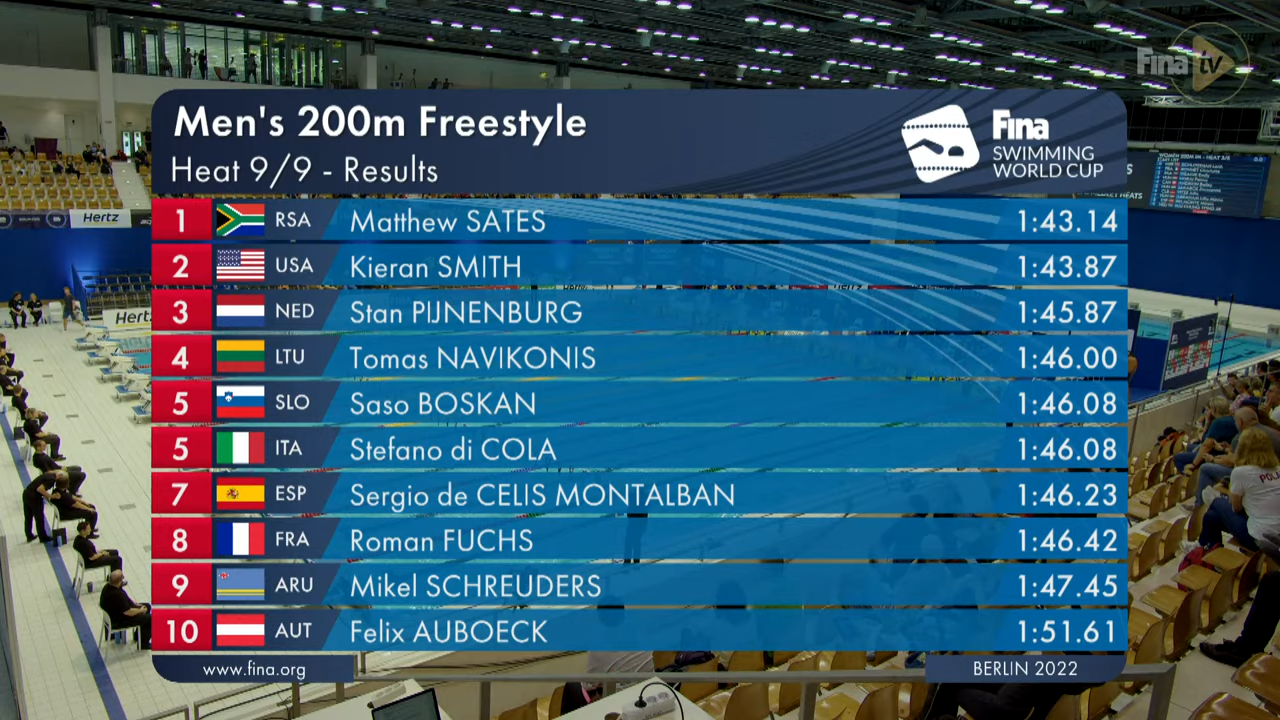 Fina tv
Men's 200m Freestyle
Heat 9/9 - Results
Fina
SWIMMING
WORLD CUP
1 RSA Matthew SATES 1:43.14
2 USA Kieran SMITH 1:43.87
3 NED Stan PIJNENBURG 1:45.87
4 LTU Tomas NAVIKONIS 1:46.00
5 SLO Saso BOSKAN 1:46.08
5 ITA Stefano di COLA 1:46.08
7 ESP Sergio de CELIS MONTALBAN 1:46.23
8 FRA Roman FUCHS 1:46.42
9 ARU Mikel SCHREUDERS 1:47.45
10 AUT Felix AUBOECK 1:51.61
www.fina.org
BERLIN 2022
Hertz